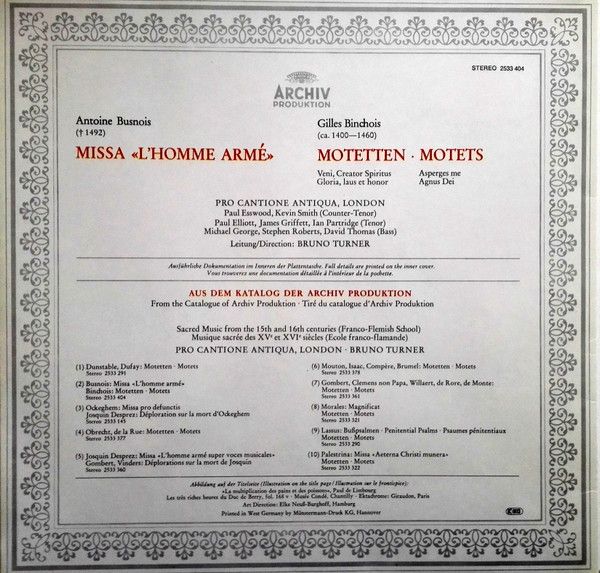 STEREO 2533 404
ARCHIV
PRODUKTION
Antoine Busnois
(† 1492)
MISSA «L'HOMME ARMÉ»
Gilles Binchois
(ca. 1400—1460)
MOTETTEN · MOTETS
Veni, Creator Spiritus
Gloria, laus et honor
Asperges me
Agnus Dei
PRO CANTIONE ANTIQUA, LONDON
Paul Esswood, Kevin Smith (Counter-Tenor)
Paul Elliott, James Griffett, Ian Partridge (Tenor)
Michael George, Stephen Roberts, David Thomas (Bass)
Leitung/Direction: BRUNO TURNER
Ausführliche Dokumentation im Inneren der Plattentasche. Full details are printed on the inner cover.
Vous trouverez une documentation détaillée à l'intérieur de la pochette.
AUS DEM KATALOG DER ARCHIV PRODUKTION
From the Catalogue of Archiv Produktion · Tiré du catalogue d'Archiv Produktion
Sacred Music from the 15th and 16th centuries (Franco-Flemish School)
Musique sacrée des XVe et XVIe siècles (Ecole franco-flamande)
PRO CANTIONE ANTIQUA, LONDON · BRUNO TURNER
(1) Dunstable, Dufay: Motetten · Motets
Stereo 2533 291
(2) Busnois: Missa «L'homme armé»
Binchois: Motetten · Motets
Stereo 2533 404
(3) Ockeghem: Missa pro defunctis
Josquin Desprez: Déploration sur la mort d'Ockeghem
Stereo 2533 145
(4) Obrecht, de la Rue: Motetten · Motets
Stereo 2533 377
(5) Josquin Desprez: Missa «L'homme armé super voces musicales»
Gombert, Vinders: Déplorations sur la mort de Josquin
Stereo 2533 360
(6) Mouton, Isaac, Compère, Brumel: Motetten · Motets
Stereo 2533 378
(7) Gombert, Clemens non Papa, Willaert, de Rore, de Monte:
Motetten · Motets
Stereo 2533 361
(8) Morales: Magnificat
Motetten · Motets
Stereo 2533 321
(9) Lassus: Bußpsalmen · Penitential Psalms · Psaumes pénitentiaux
Motetten · Motets
Stereo 2533 290
(10) Palestrina: Missa «Aeterna Christi munera»
Motetten · Motets
Stereo 2533 322
Abbildung auf der Titelseite (Illustration on the title page / Illustration sur le frontispice):
«La multiplication des pains et des poissons», Paul de Limbourg
Les très riches heures du Duc de Berry, fol. 168 v · Musée Condé, Chantilly · Ektachrome: Giraudon, Paris
Art Direction: Elke Neuß-Burghoff, Hamburg
Printed in West Germany by Münstermann-Druck KG, Hannover